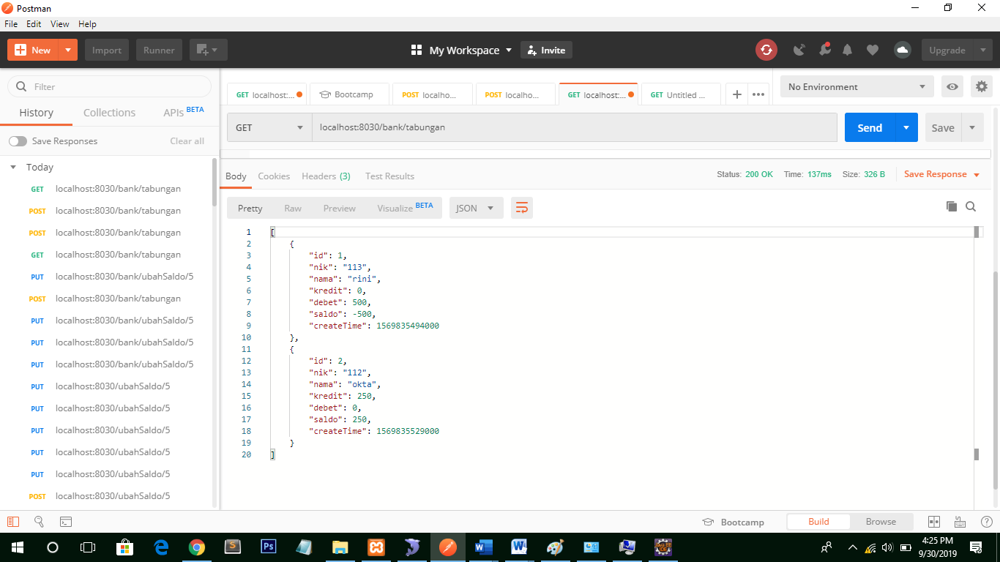 Postman
File Edit View Help
New Import Runner My Workspace Invite Upgrade
Filter
History Collections APIs BETA
Save Responses Clear all
Today
GET localhost:8030/bank/tabungan
POST localhost:8030/bank/tabungan
POST localhost:8030/bank/tabungan
GET localhost:8030/bank/tabungan
PUT localhost:8030/bank/ubahSaldo/5
POST localhost:8030/bank/tabungan
PUT localhost:8030/bank/ubahSaldo/5
PUT localhost:8030/bank/ubahSaldo/5
PUT localhost:8030/bank/ubahSaldo/5
PUT localhost:8030/ubahSaldo/5
PUT localhost:8030/ubahSaldo/5
PUT localhost:8030/ubahSaldo/5
PUT localhost:8030/ubahSaldo/5
PUT localhost:8030/ubahSaldo/5
POST localhost:8030/ubahSaldo/5
GET localhost:... Bootcamp POST localho... POST localho... GET localhost:... GET Untitled ... + ••• No Environment
GET localhost:8030/bank/tabungan Send Save
Body Cookies Headers (3) Test Results Status: 200 OK Time: 137ms Size: 326 B Save Response
Pretty Raw Preview Visualize BETA JSON
1 [
2 {
3 "id": 1,
4 "nik": "113",
5 "nama": "rini",
6 "kredit": 0,
7 "debet": 500,
8 "saldo": -500,
9 "createTime": 1569835494000
10 },
11 {
12 "id": 2,
13 "nik": "112",
14 "nama": "okta",
15 "kredit": 250,
16 "debet": 0,
17 "saldo": 250,
18 "createTime": 1569835529000
19 }
20 ]
Bootcamp Build Browse
4:25 PM
9/30/2019